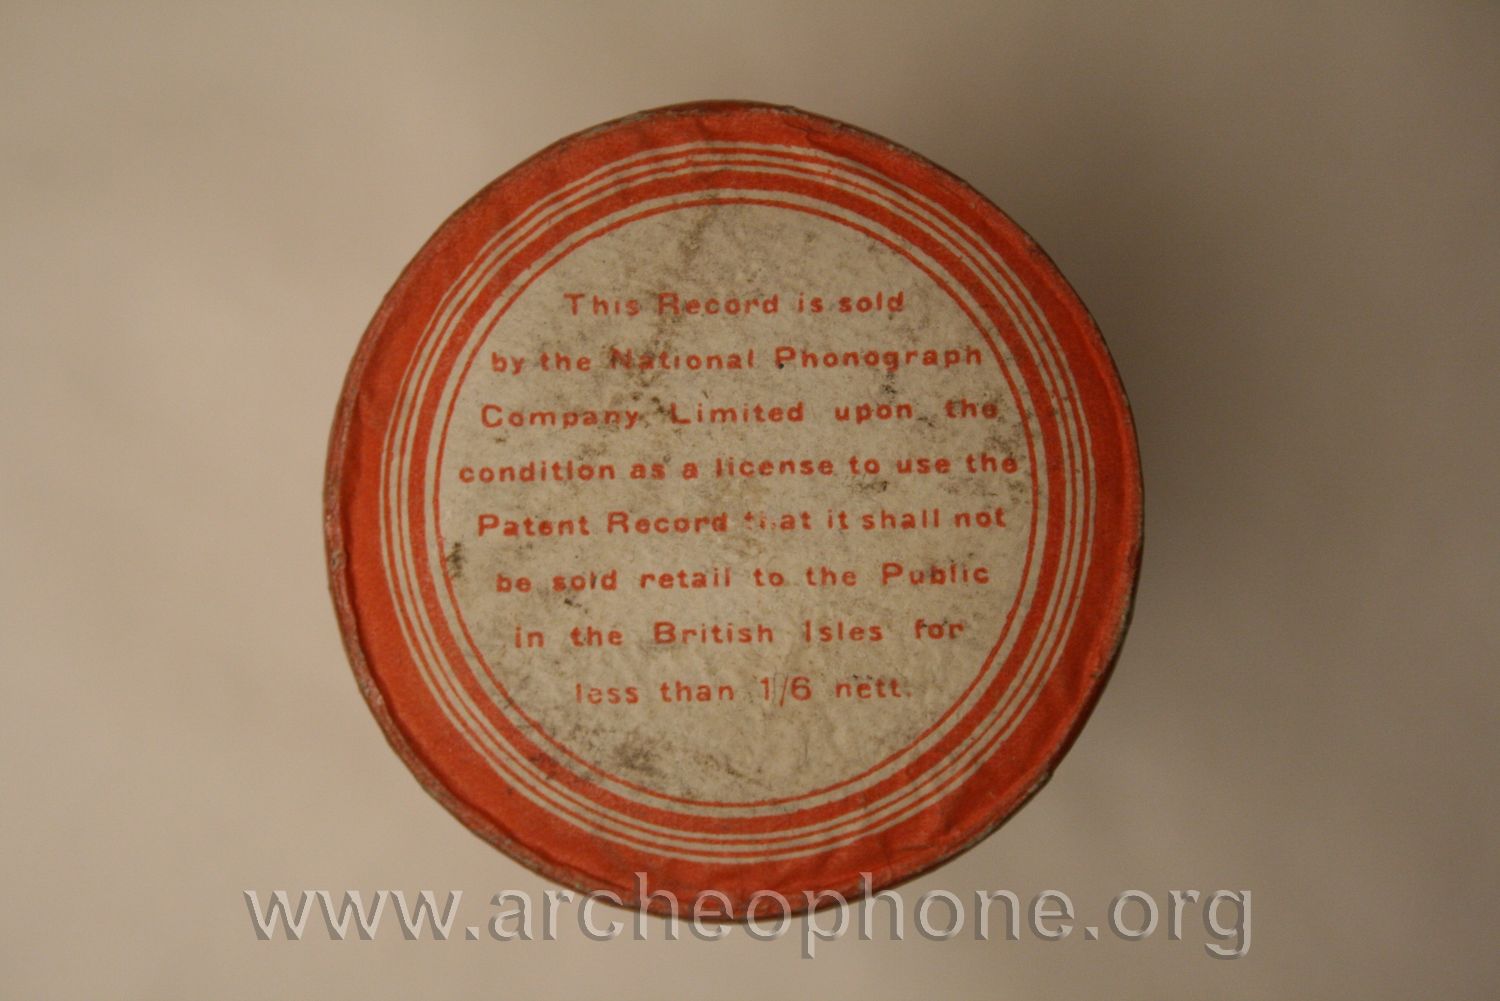 This Record is sold
by the National Phonograph
Company Limited upon the
condition as a license to use the
Patent Record that it shall not
be sold retail to the Public
in the British Isles for
less than 1/6 nett.
www.archeophone.org